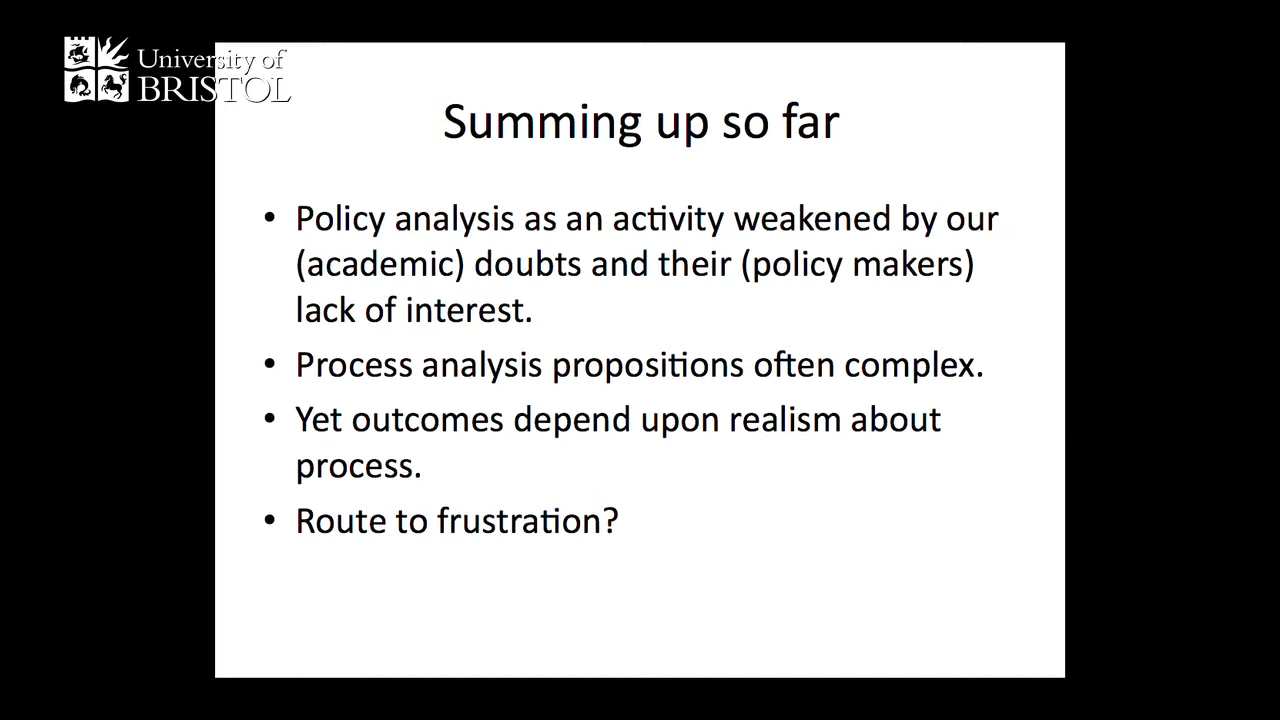 University of
BRISTOL
Summing up so far
• Policy analysis as an activity weakened by our
(academic) doubts and their (policy makers)
lack of interest.
• Process analysis propositions often complex.
• Yet outcomes depend upon realism about
process.
• Route to frustration?